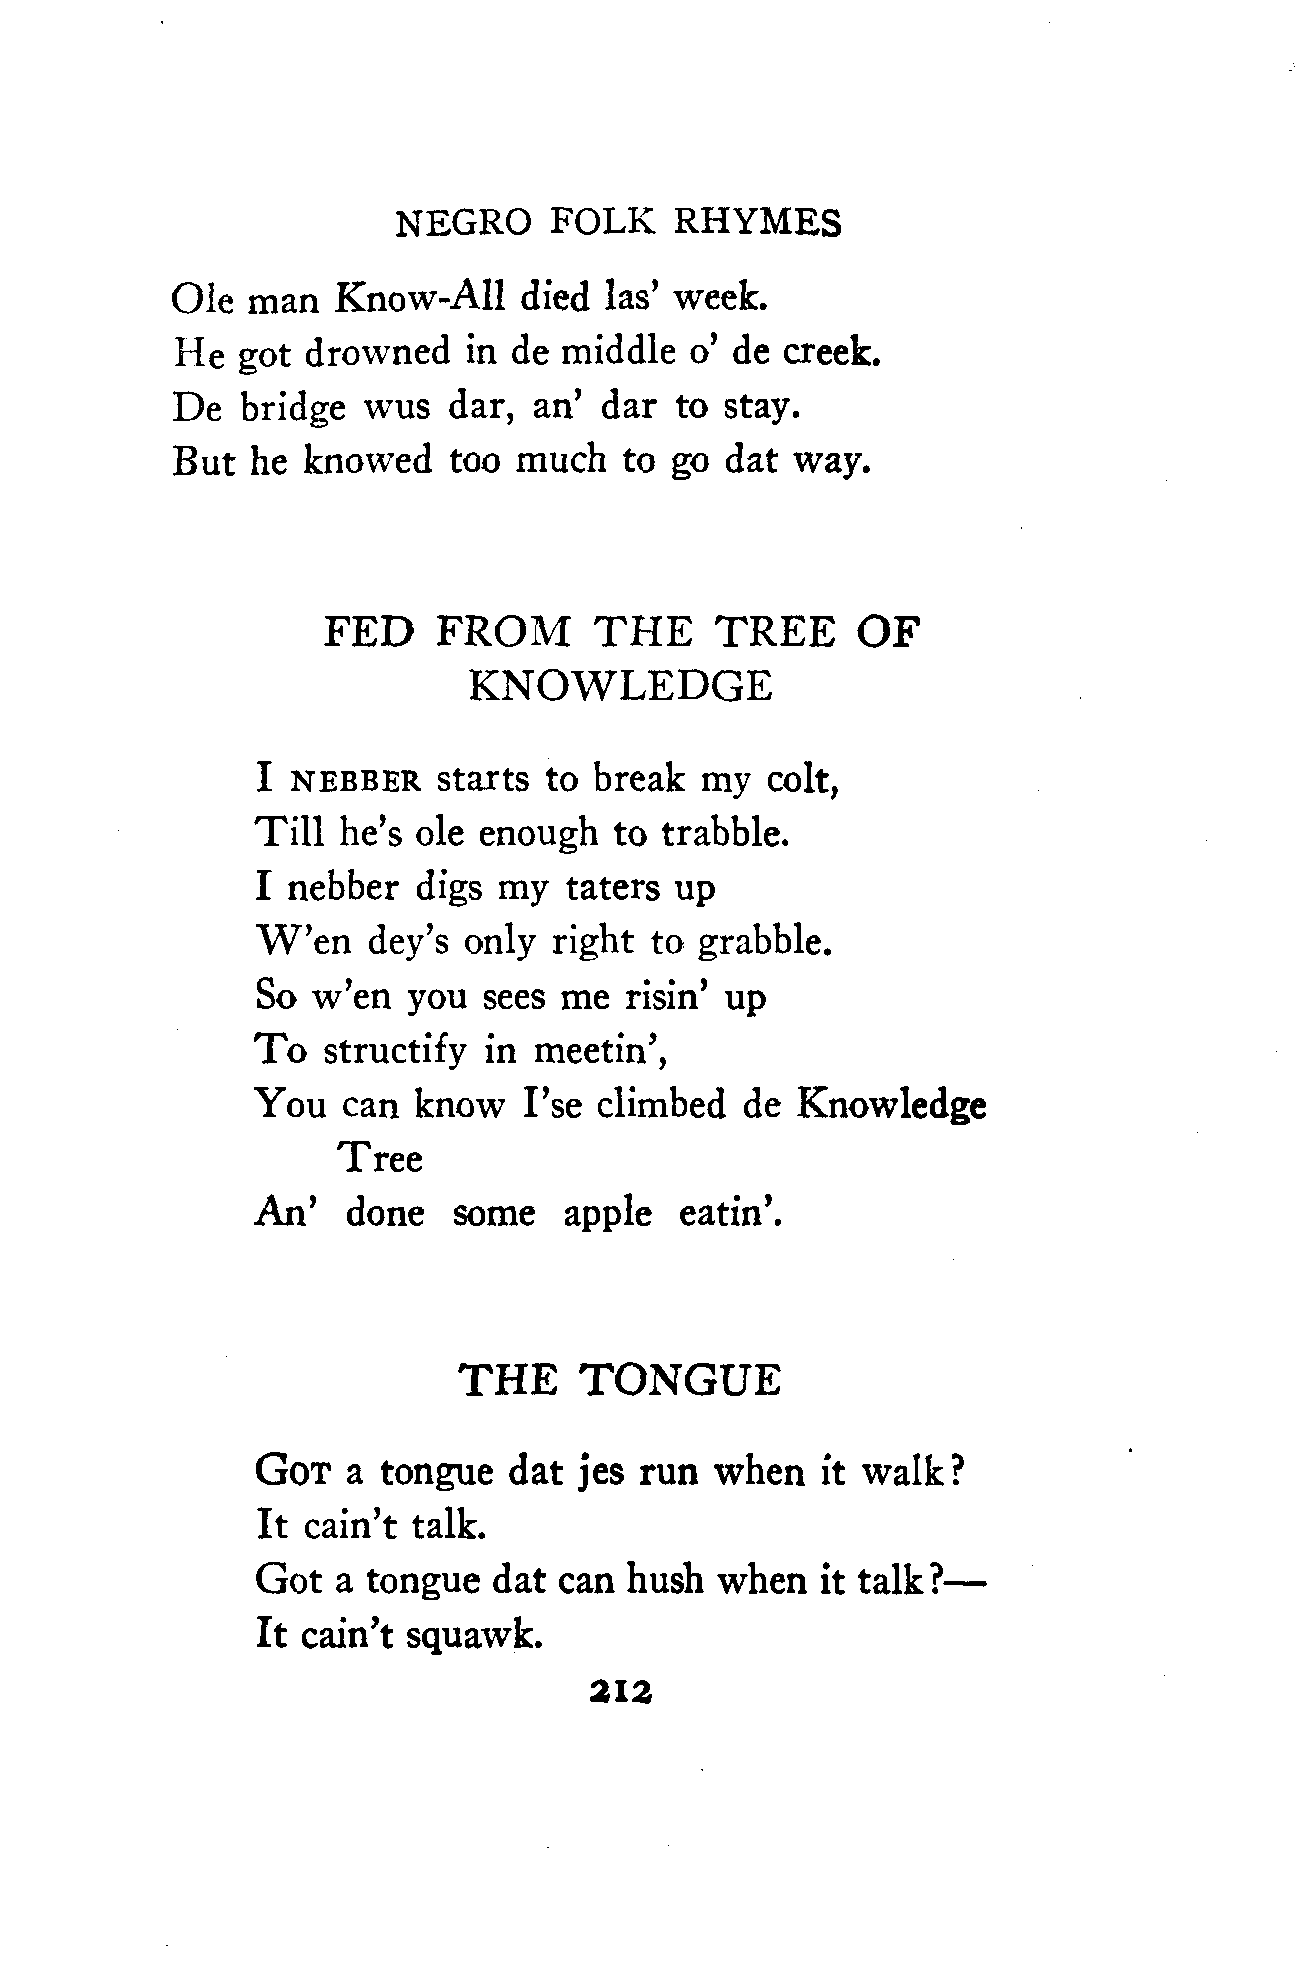 NEGRO FOLK RHYMES
Ole man Know-All died las' week.
He got drowned in de middle o' de creek.
De bridge wus dar, an' dar to stay.
But he knowed too much to go dat way.
FED FROM THE TREE OF
KNOWLEDGE
I NEBBER starts to break my colt,
Till he's ole enough to trabble.
I nebber digs my taters up
W'en dey's only right to grabble.
So w'en you sees me risin' up
To structify in meetin',
You can know I'se climbed de Knowledge
Tree
An' done some apple eatin'.
THE TONGUE
GOT a tongue dat jes run when it walk?
It cain't talk.
Got a tongue dat can hush when it talk?—
It cain't squawk.
212